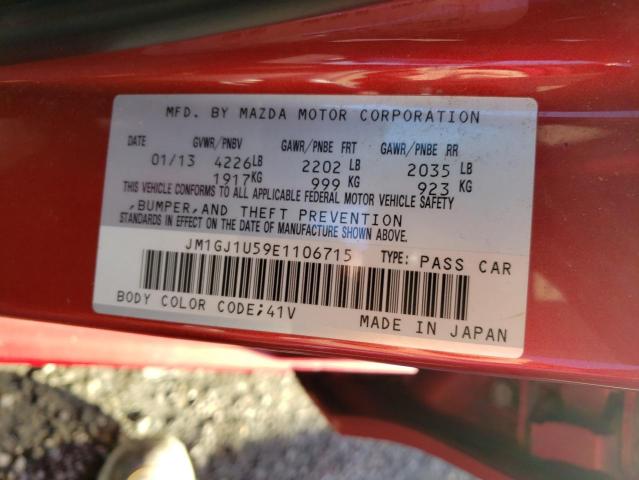 MFD. BY MAZDA MOTOR CORPORATION
DATE GVWR/PNBV GAWR/PNBE FRT GAWR/PNBE RR
01/13 4226LB 2202 LB 2035 LB
1917KG 999 KG 923 KG
THIS VEHICLE CONFORMS TO ALL APPLICABLE FEDERAL MOTOR VEHICLE SAFETY
,BUMPER,AND THEFT PREVENTION
STANDARDS IN EFFECT ON THE DATE OF MANUFACTURE SHOWN ABOVE.
JM1GJ1U59E1106715 TYPE: PASS CAR
BODY COLOR CODE;41V
MADE IN JAPAN